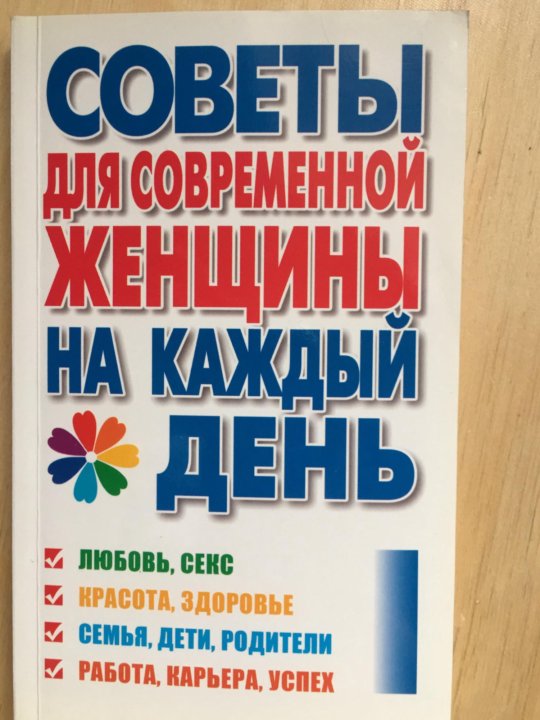 СОВЕТЫ
ДЛЯ СОВРЕМЕННОЙ
ЖЕНЩИНЫ
НА КАЖДЫЙ
ДЕНЬ
ЛЮБОВЬ, СЕКС
КРАСОТА, ЗДОРОВЬЕ
СЕМЬЯ, ДЕТИ, РОДИТЕЛИ
РАБОТА, КАРЬЕРА, УСПЕХ